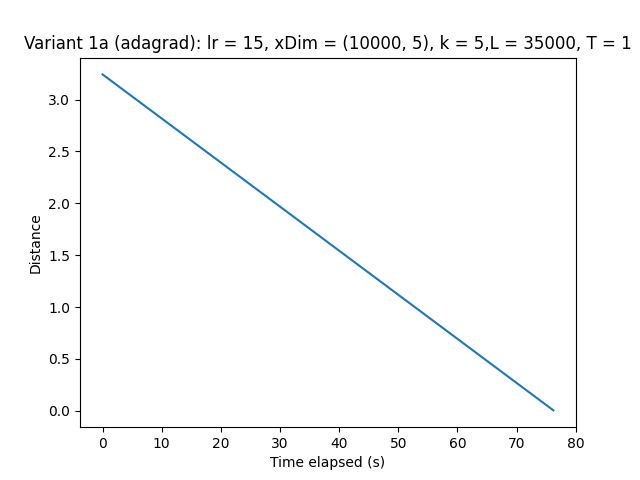 Variant 1a (adagrad): lr = 15, xDim = (10000, 5), k = 5,L = 35000, T = 1
3.0
2.5
2.0
1.5
1.0
0.5
0.0
Distance
0 10 20 30 40 50 60 70 80
Time elapsed (s)